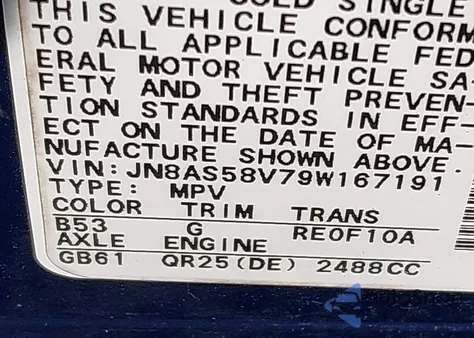 COLD SINGLE
THIS VEHICLE CONFORM
TO ALL APPLICABLE FED
ERAL MOTOR VEHICLE SA-
FETY AND THEFT PREVEN
TION STANDARDS IN EFF-
ECT ON THE DATE OF MA-
NUFACTURE SHOWN ABOVE.
VIN: JN8AS58V79W167191
TYPE: MPV
COLOR TRIM TRANS
B53 G RE0F10A
AXLE ENGINE
GB61 QR25(DE) 2488CC